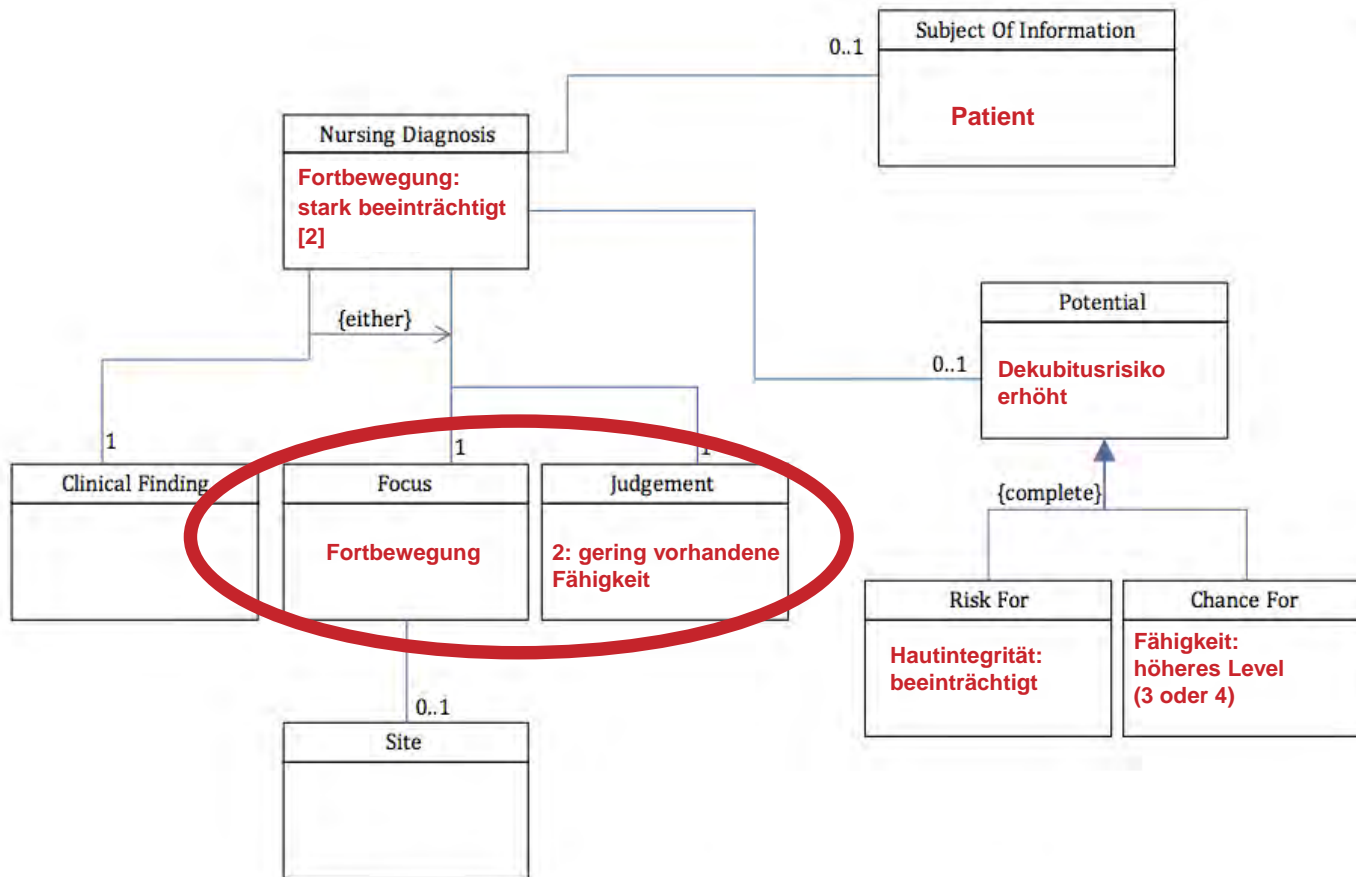 Subject Of Information
0..1
Patient
Nursing Diagnosis
Fortbewegung:
stark beeinträchtigt
[2]
{either}
Potential
0..1
Dekubitusrisiko
erhöht
1
1
1
Clinical Finding
Focus
Judgement
{complete}
Fortbewegung
2: gering vorhandene
Fähigkeit
Risk For
Chance For
Hautintegrität:
beeinträchtigt
Fähigkeit:
höheres Level
(3 oder 4)
0..1
Site